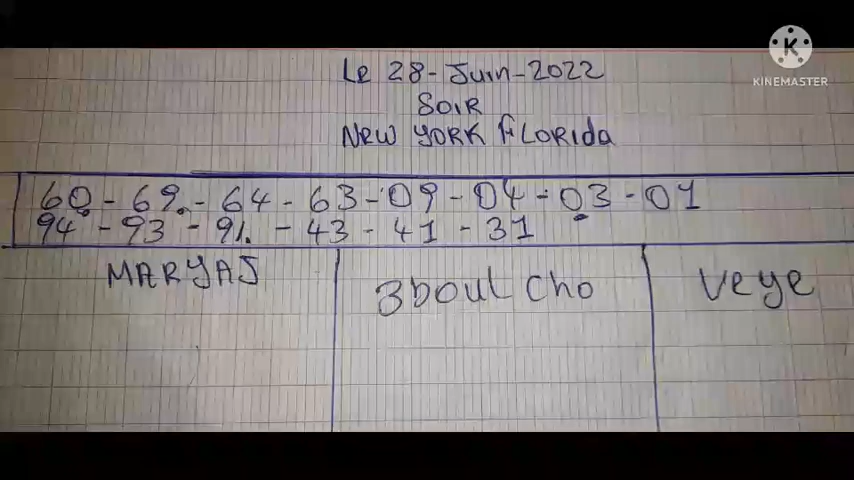 Le 28-Juin-2022
SOIR
NEW YORK FLORIda
60-69-64-63-09-04-03-01
94-93-91-43-41-31
MARYAJ
3boul cho
Veye
K
KINEMASTER